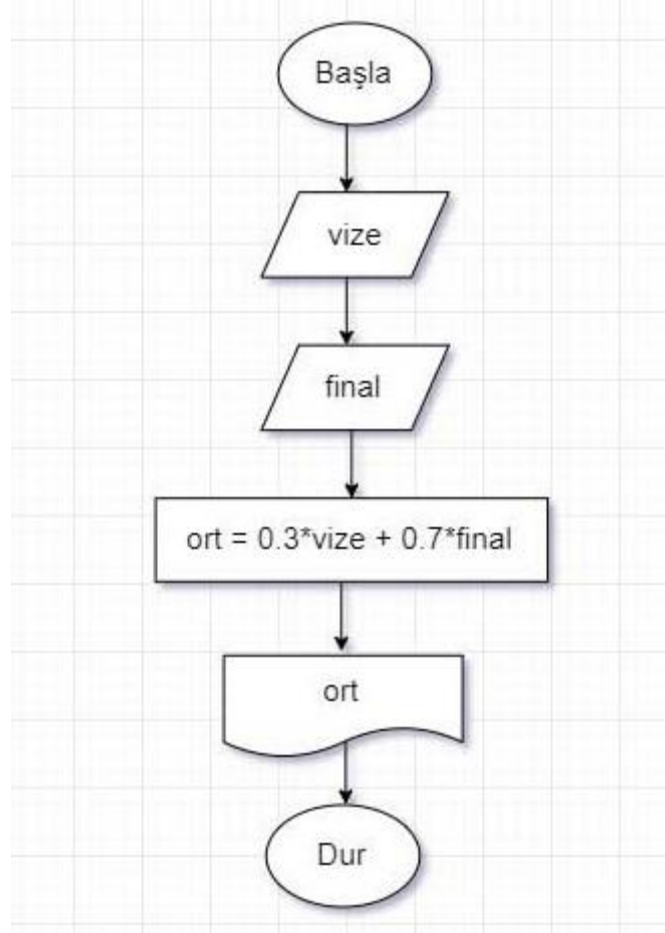 Başla
vize
final
ort = 0.3*vize + 0.7*final
ort
Dur